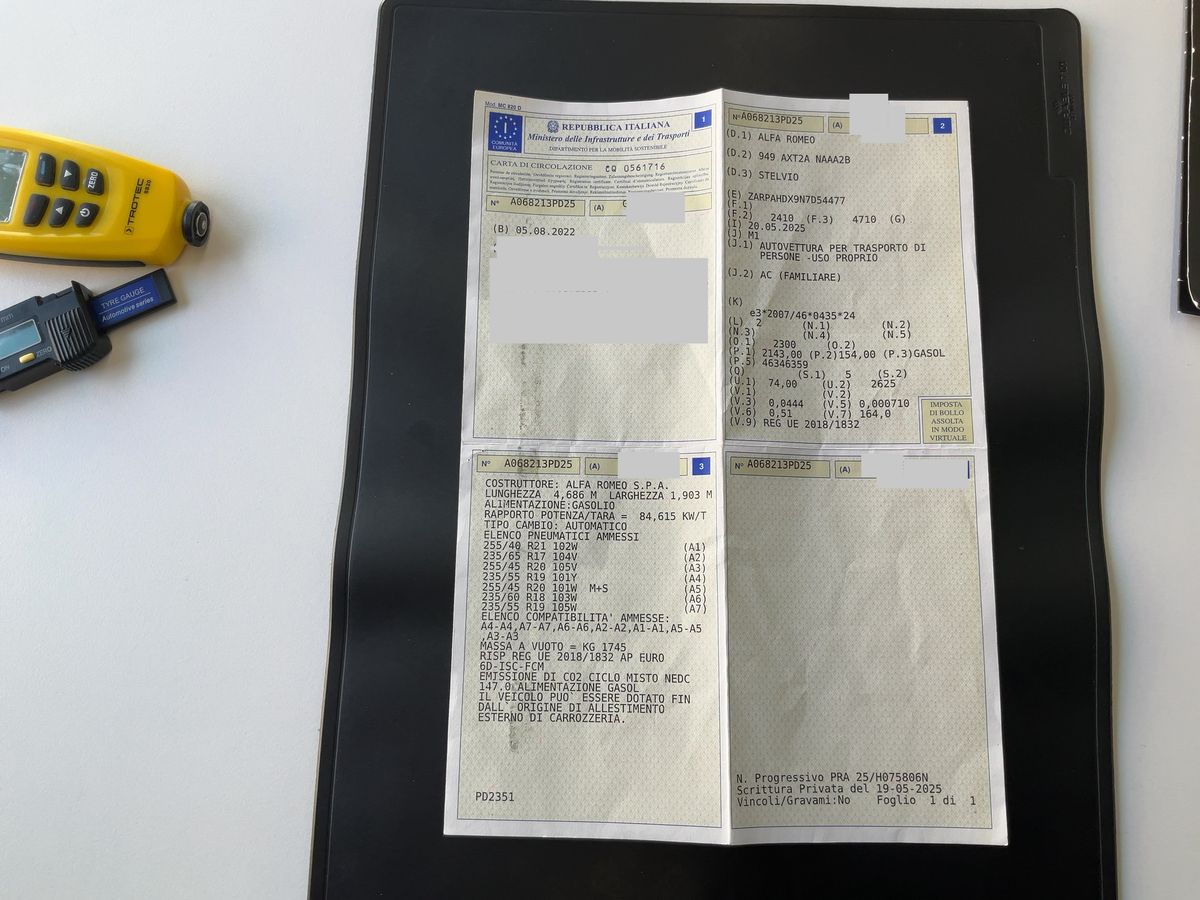 ZERO
TROTEC
BB20
TYRE GAUGE
Automotive series
mm
ZERO
ON
DURABLE
Mod. MC 820 D
COMUNITÀ
EUROPEA
REPUBBLICA ITALIANA
Ministero delle Infrastrutture e dei Trasporti
DIPARTIMENTO PER LA MOBILITÀ SOSTENIBILE
1
CARTA DI CIRCOLAZIONE CQ 0561716
N° A068213PD25 (A)
(B) 05.08.2022
N° A068213PD25 (A) 2
(D.1) ALFA ROMEO
(D.2) 949 AXT2A NAAA2B
(D.3) STELVIO
(E) ZARPAHDX9N7D54477
(F.1)
(F.2) 2410 (F.3) 4710 (G)
(I) 20.05.2025
(J) M1
(J.1) AUTOVETTURA PER TRASPORTO DI
PERSONE -USO PROPRIO
(J.2) AC (FAMILIARE)
(K)
e3*2007/46*0435*24
(L) 2 (N.1) (N.2)
(N.3) (N.4) (N.5)
(O.1) 2300 (O.2)
(P.1) 2143,00 (P.2)154,00 (P.3)GASOL
(P.5) 46346359
(Q) (S.1) 5 (S.2)
(U.1) 74,00 (U.2) 2625
(V.1) (V.2)
(V.3) 0,0444 (V.5) 0,000710
(V.6) 0,51 (V.7) 164,0
(V.9) REG UE 2018/1832
IMPOSTA
DI BOLLO
ASSOLTA
IN MODO
VIRTUALE
N° A068213PD25 (A) 3
COSTRUTTORE: ALFA ROMEO S.P.A.
LUNGHEZZA 4,686 M LARGHEZZA 1,903 M
ALIMENTAZIONE:GASOLIO
RAPPORTO POTENZA/TARA = 84,615 KW/T
TIPO CAMBIO: AUTOMATICO
ELENCO PNEUMATICI AMMESSI
255/40 R21 102W (A1)
235/65 R17 104V (A2)
255/45 R20 105V (A3)
235/55 R19 101Y (A4)
255/45 R20 101W M+S (A5)
235/60 R18 103W (A6)
235/55 R19 105W (A7)
ELENCO COMPATIBILITA' AMMESSE:
A4-A4,A7-A7,A6-A6,A2-A2,A1-A1,A5-A5
,A3-A3
MASSA A VUOTO = KG 1745
RISP REG UE 2018/1832 AP EURO
6D-ISC-FCM
EMISSIONE DI CO2 CICLO MISTO NEDC
147.0 ALIMENTAZIONE GASOL
IL VEICOLO PUO` ESSERE DOTATO FIN
DALL` ORIGINE DI ALLESTIMENTO
ESTERNO DI CARROZZERIA.
PD2351
N° A068213PD25 (A)
N. Progressivo PRA 25/H075806N
Scrittura Privata del 19-05-2025
Vincoli/Gravami:No Foglio 1 di 1